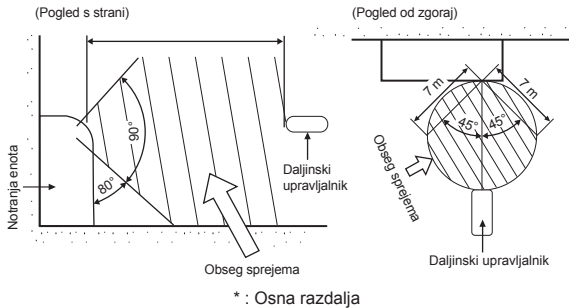 (Pogled s strani)
Notranja enota
90°
80°
Daljinski
upravljalnik
Obseg sprejema
(Pogled od zgoraj)
7 m
7 m
45°
45°
Obseg
sprejema
Daljinski upravljalnik
* : Osna razdalja